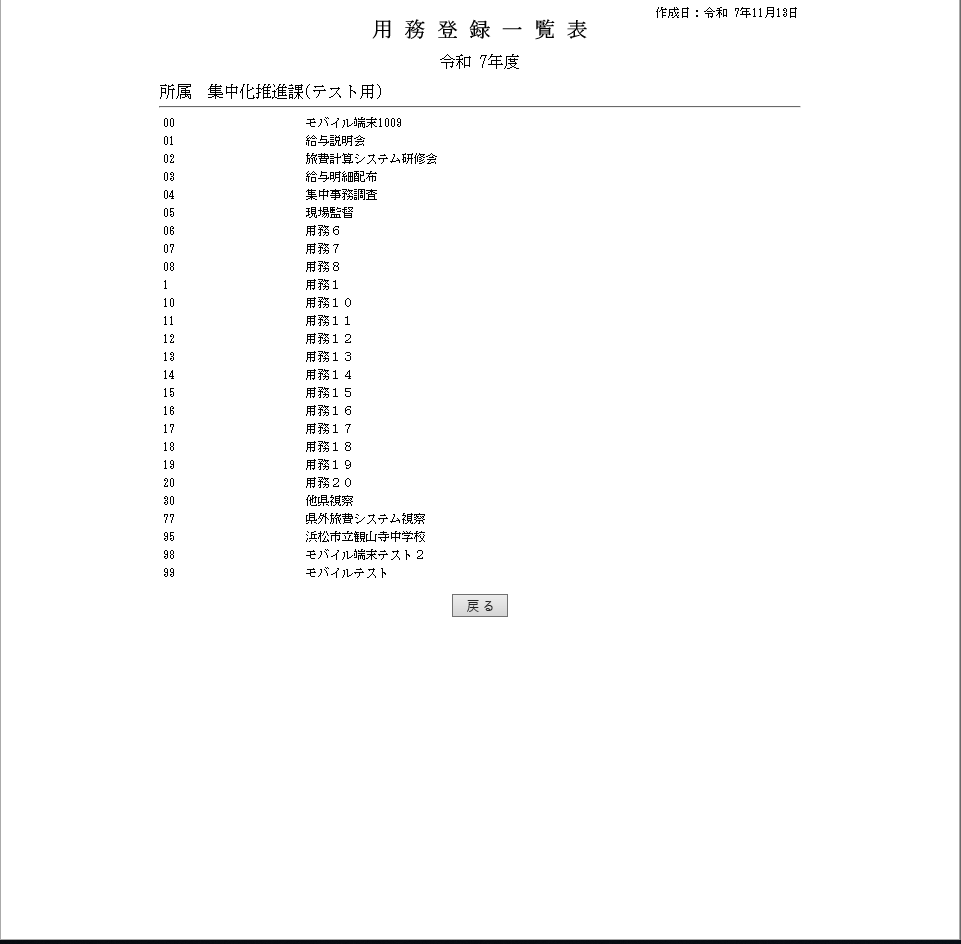 作成日：令和 7年11月13日
用 務 登 録 一 覧 表
令和 7年度
所属　集中化推進課(テスト用)
00 モバイル端末1009
01 給与説明会
02 旅費計算システム研修会
03 給与明細配布
04 集中事務調査
05 現場監督
06 用務６
07 用務７
08 用務８
1 用務１
10 用務１０
11 用務１１
12 用務１２
13 用務１３
14 用務１４
15 用務１５
16 用務１６
17 用務１７
18 用務１８
19 用務１９
20 用務２０
30 他県視察
77 県外旅費システム視察
95 浜松市立観山寺中学校
98 モバイル端末テスト２
99 モバイルテスト
戻 る